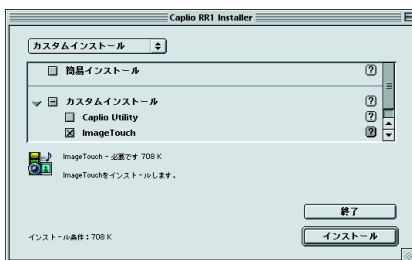 Caplio RR1 Installer
カスタムインストール
簡易インストール
カスタムインストール
Caplio Utility
ImageTouch
ImageTouch - 必要です 708 K
ImageTouchをインストールします。
終了
インストール条件：708 K
インストール